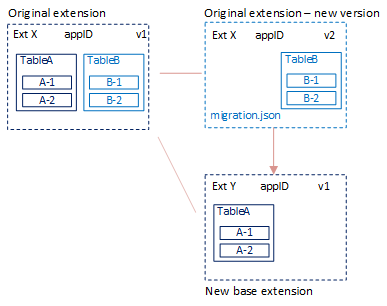 Original extension
Ext X appID v1
TableA
A-1
A-2
TableB
B-1
B-2
Original extension – new version
Ext X appID v2
TableB
B-1
B-2
migration.json
Ext Y appID v1
TableA
A-1
A-2
New base extension